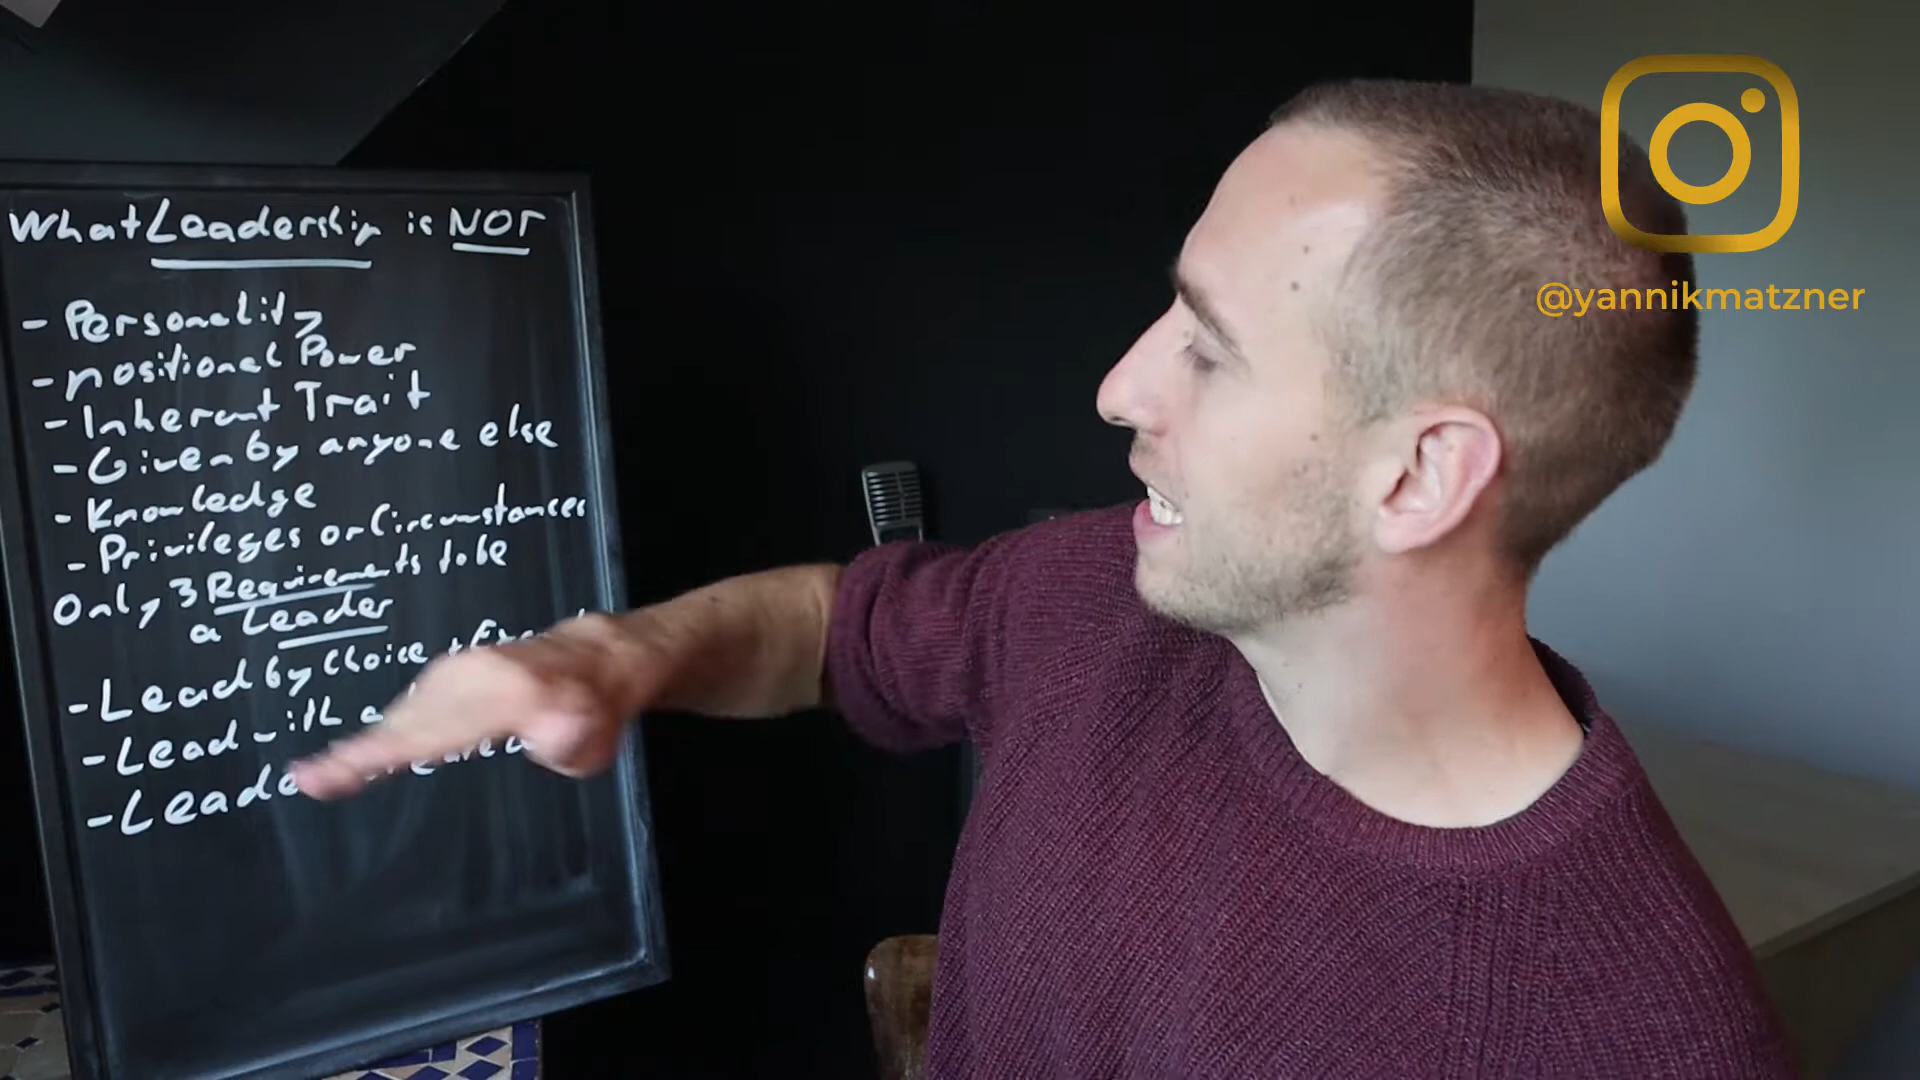 What Leadership is NOT
- Personality
- positional Power
- Inherent Trait
- Given by anyone else
- Knowledge
- Privileges or Circumstances
Only 3 Requirements to be
a Leader
- Lead by Choice +
- Lead with
-
@yannikmatzner